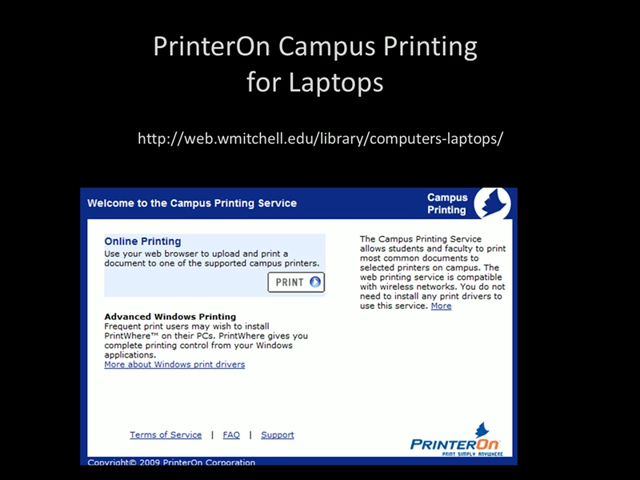 PrinterOn Campus Printing
for Laptops
http://web.wmitchell.edu/library/computers-laptops/
Welcome to the Campus Printing Service
Campus
Printing
Online Printing
Use your web browser to upload and print a
document to one of the supported campus printers.
PRINT
Advanced Windows Printing
Frequent print users may wish to install
PrintWhere™ on their PCs. PrintWhere gives you
complete printing control from your Windows
applications.
More about Windows print drivers
The Campus Printing Service
allows students and faculty to print
most common documents to
selected printers on campus. The
web printing service is compatible
with wireless networks. You do not
need to install any print drivers to
use this service. More
Terms of Service | FAQ | Support
PRINTERON
PRINT SIMPLY ANYWHERE
Copyright© 2009 PrinterOn Corporation